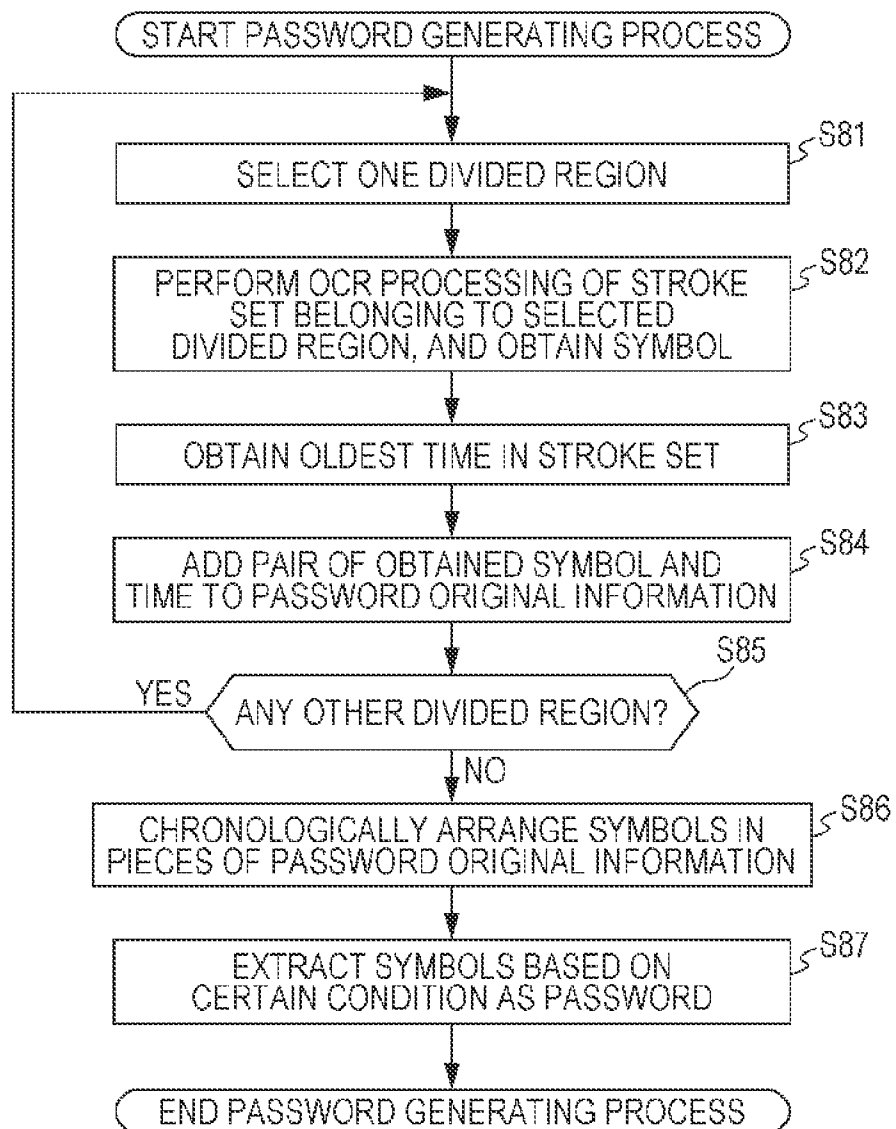 START PASSWORD GENERATING PROCESS
S81
SELECT ONE DIVIDED REGION
S82
PERFORM OCR PROCESSING OF STROKE
SET BELONGING TO SELECTED
DIVIDED REGION, AND OBTAIN SYMBOL
S83
OBTAIN OLDEST TIME IN STROKE SET
S84
ADD PAIR OF OBTAINED SYMBOL AND
TIME TO PASSWORD ORIGINAL INFORMATION
S85
YES
ANY OTHER DIVIDED REGION?
NO
S86
CHRONOLOGICALLY ARRANGE SYMBOLS IN
PIECES OF PASSWORD ORIGINAL INFORMATION
S87
EXTRACT SYMBOLS BASED ON
CERTAIN CONDITION AS PASSWORD
END PASSWORD GENERATING PROCESS